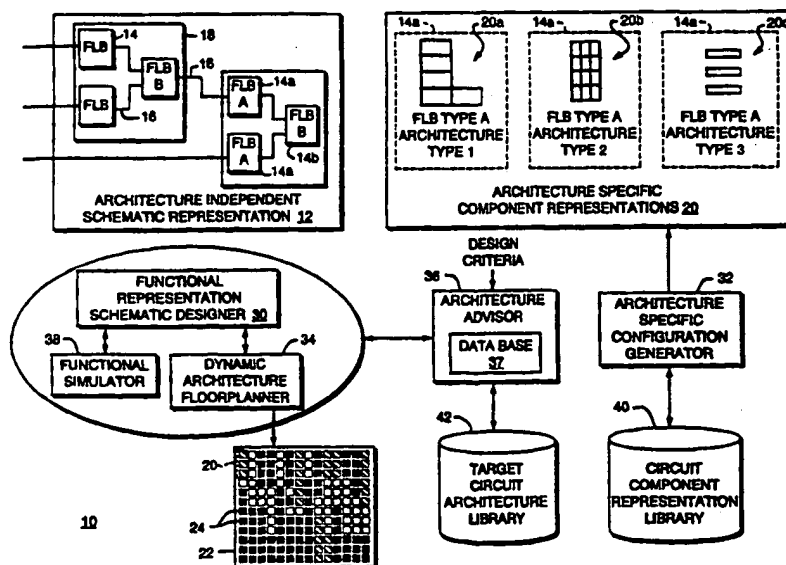 14
18
FLB
FLB
B
16
14a
FLB
16
FLB
A
FLB
B
14b
FLB
A
14a
ARCHITECTURE INDEPENDENT
SCHEMATIC REPRESENTATION 12
14a
20a
FLB TYPE A
ARCHITECTURE
TYPE 1
14a
20b
FLB TYPE A
ARCHITECTURE
TYPE 2
14a
FLB TYPE A
ARCHITECTURE
TYPE 3
ARCHITECTURE SPECIFIC
COMPONENT REPRESENTATIONS 20
FUNCTIONAL
REPRESENTATION
SCHEMATIC DESIGNER 30
38
FUNCTIONAL
SIMULATOR
34
DYNAMIC
ARCHITECTURE
FLOORPLANNER
DESIGN
CRITERIA
36
ARCHITECTURE
ADVISOR
DATA BASE
37
32
ARCHITECTURE
SPECIFIC
CONFIGURATION
GENERATOR
42
TARGET
CIRCUIT
ARCHITECTURE
LIBRARY
40
CIRCUIT
COMPONENT
REPRESENTATION
LIBRARY
20
24
22
10